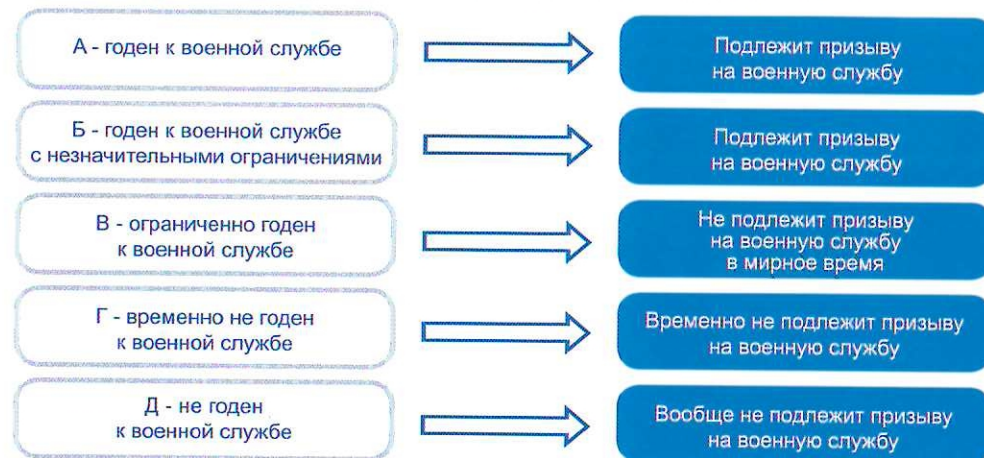 А - годен к военной службе
Подлежит призыву
на военную службу
Б - годен к военной службе
с незначительными ограничениями
Подлежит призыву
на военную службу
В - ограниченно годен
к военной службе
Не подлежит призыву
на военную службу
в мирное время
Г - временно не годен
к военной службе
Временно не подлежит призыву
на военную службу
Д - не годен
к военной службе
Вообще не подлежит призыву
на военную службу